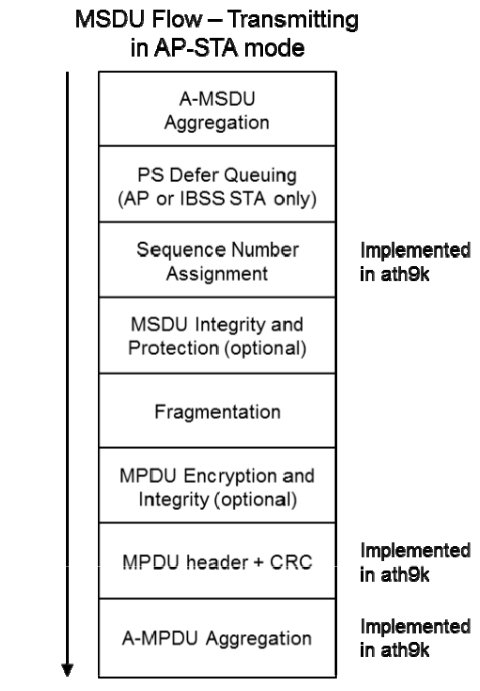 MSDU Flow – Transmitting
in AP-STA mode
A-MSDU
Aggregation
PS Defer Queuing
(AP or IBSS STA only)
Sequence Number
Assignment
Implemented
in ath9k
MSDU Integrity and
Protection (optional)
Fragmentation
MPDU Encryption and
Integrity (optional)
MPDU header + CRC
Implemented
in ath9k
A-MPDU Aggregation
Implemented
in ath9k